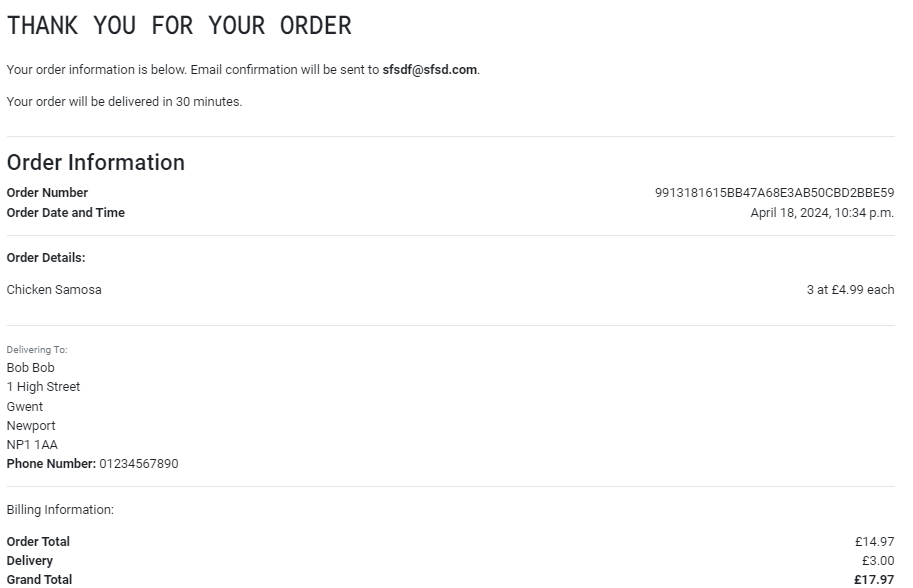 THANK YOU FOR YOUR ORDER
Your order information is below. Email confirmation will be sent to sfsdf@sfsd.com.
Your order will be delivered in 30 minutes.
Order Information
Order Number 9913181615BB47A68E3AB50CBD2BBE59
Order Date and Time April 18, 2024, 10:34 p.m.
Order Details:
Chicken Samosa 3 at £4.99 each
Delivering To:
Bob Bob
1 High Street
Gwent
Newport
NP1 1AA
Phone Number: 01234567890
Billing Information:
Order Total £14.97
Delivery £3.00
Grand Total £17.97